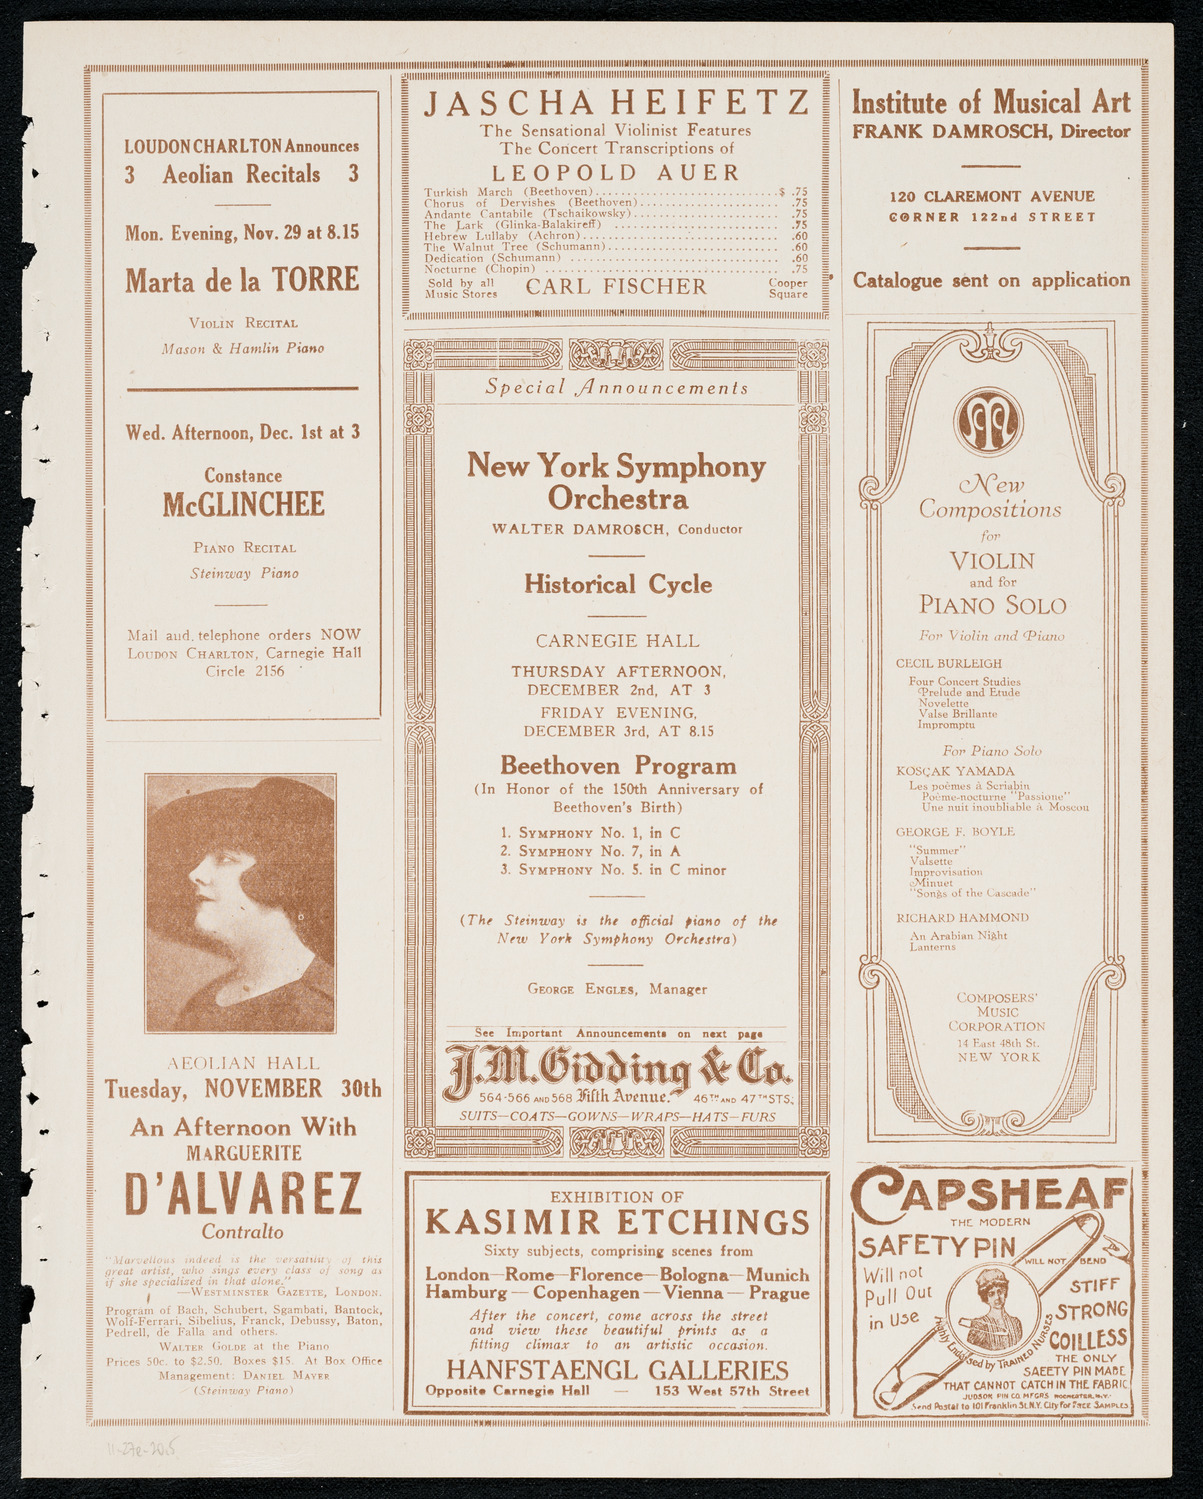 LOUDON CHARLTON Announces
3 Aeolian Recitals 3
Mon. Evening, Nov. 29 at 8.15
Marta de la TORRE
VIOLIN RECITAL
Mason & Hamlin Piano
Wed. Afternoon, Dec. 1st at 3
Constance
McGLINCHEE
PIANO RECITAL
Steinway Piano
Mail and. telephone orders NOW
LOUDON CHARLTON, Carnegie Hall
Circle 2156
AEOLIAN HALL
Tuesday, NOVEMBER 30th
An Afternoon With
MARGUERITE
D'ALVAREZ
Contralto
"Marvellous indeed is the versatility of this
great artist, who sings every class of song as
if she specialized in that alone."
—WESTMINSTER GAZETTE, LONDON.
Program of Bach, Schubert, Sgambati, Bantock,
Wolf-Ferrari, Sibelius, Franck, Debussy, Baton,
Pedrell, de Falla and others.
WALTER GOLDE at the Piano
Prices 50c. to $2.50. Boxes $15. At Box Office
Management: DANIEL MAYER
(Steinway Piano)
JASCHA HEIFETZ
The Sensational Violinist Features
The Concert Transcriptions of
LEOPOLD AUER
Turkish March (Beethoven)..............................$ .75
Chorus of Dervishes (Beethoven)........................ .75
Andante Cantabile (Tschaikowsky)....................... .75
The Lark (Glinka-Balakireff) .......................... .75
Hebrew Lullaby (Achron)................................ .60
The Walnut Tree (Schumann)............................. .60
Dedication (Schumann) ................................. .60
Nocturne (Chopin) ..................................... .75
Sold by all
Music Stores
CARL FISCHER
Cooper
Square
Special Announcements
New York Symphony
Orchestra
WALTER DAMROSCH, Conductor
Historical Cycle
CARNEGIE HALL
THURSDAY AFTERNOON,
DECEMBER 2nd, AT 3
FRIDAY EVENING,
DECEMBER 3rd, AT 8.15
Beethoven Program
(In Honor of the 150th Anniversary of
Beethoven's Birth)
1. SYMPHONY No. 1, in C
2. SYMPHONY No. 7, in A
3. SYMPHONY No. 5. in C minor
(The Steinway is the official piano of the
New York Symphony Orchestra)
GEORGE ENGLES, Manager
See Important Announcements on next page
J.M. Gidding & Co.
564-566 AND 568 Fifth Avenue. 46TH AND 47TH STS.
SUITS—COATS—GOWNS—WRAPS—HATS—FURS
EXHIBITION OF
KASIMIR ETCHINGS
Sixty subjects, comprising scenes from
London—Rome—Florence—Bologna—Munich
Hamburg — Copenhagen — Vienna — Prague
After the concert, come across the street
and view these beautiful prints as a
fitting climax to an artistic occasion.
HANFSTAENGL GALLERIES
Opposite Carnegie Hall — 153 West 57th Street
Institute of Musical Art
FRANK DAMROSCH, Director
120 CLAREMONT AVENUE
CORNER 122nd STREET
Catalogue sent on application
New
Compositions
for
VIOLIN
and for
PIANO SOLO
For Violin and Piano
CECIL BURLEIGH
Four Concert Studies
Prelude and Etude
Novelette
Valse Brillante
Impromptu
For Piano Solo
KOSÇAK YAMADA
Les poèmes à Scriabin
Poème-nocturne "Passione"
Une nuit inoubliable à Moscou
GEORGE F. BOYLE
"Summer"
Valsette
Improvisation
Minuet
"Songs of the Cascade"
RICHARD HAMMOND
An Arabian Night
Lanterns
COMPOSERS'
MUSIC
CORPORATION
14 East 48th St.
NEW YORK
CAPSHEAF
THE MODERN
SAFETY PIN
WILL NOT BEND
Will not
Pull Out
in Use
STIFF
STRONG
COILLESS
Highly Endorsed by TRAINED NURSES
THE ONLY
SAFETY PIN MADE
THAT CANNOT CATCH IN THE FABRIC
JUDSON PIN CO. MFGRS ROCHESTER, N.Y.
Send Postal to 101 Franklin St. N.Y. City For FREE SAMPLES